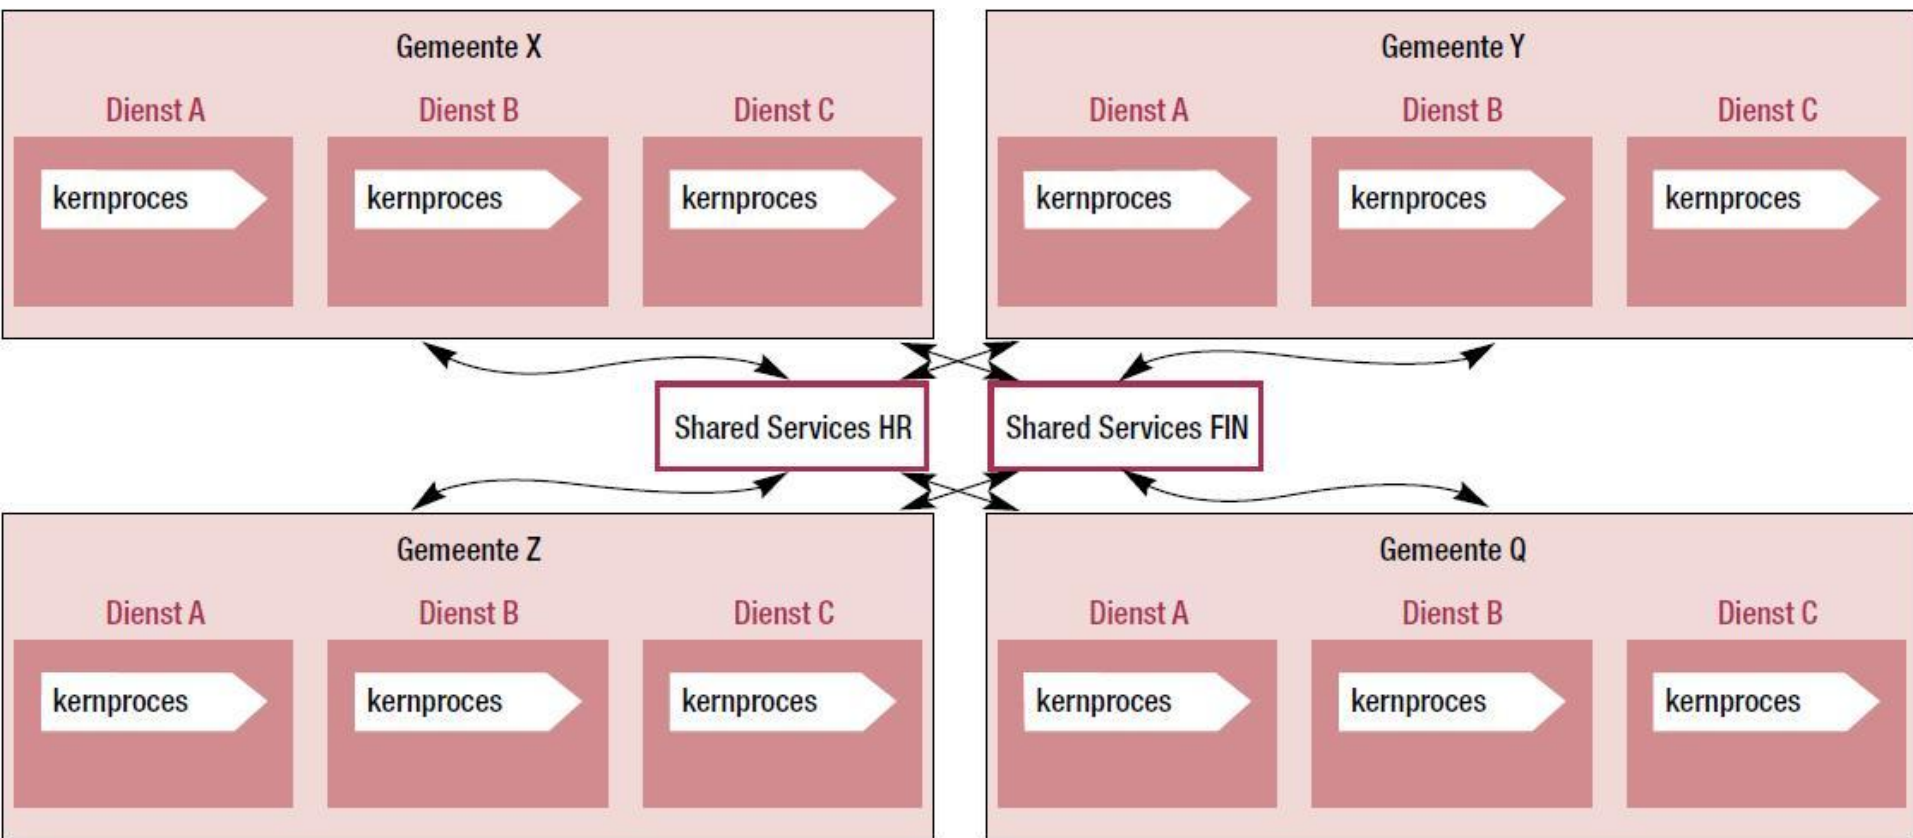 Gemeente X
Dienst A
Dienst B
Dienst C
kernproces
kernproces
kernproces
Gemeente Y
Dienst A
Dienst B
Dienst C
kernproces
kernproces
kernproces
Shared Services HR
Shared Services FIN
Gemeente Z
Dienst A
Dienst B
Dienst C
kernproces
kernproces
kernproces
Gemeente Q
Dienst A
Dienst B
Dienst C
kernproces
kernproces
kernproces